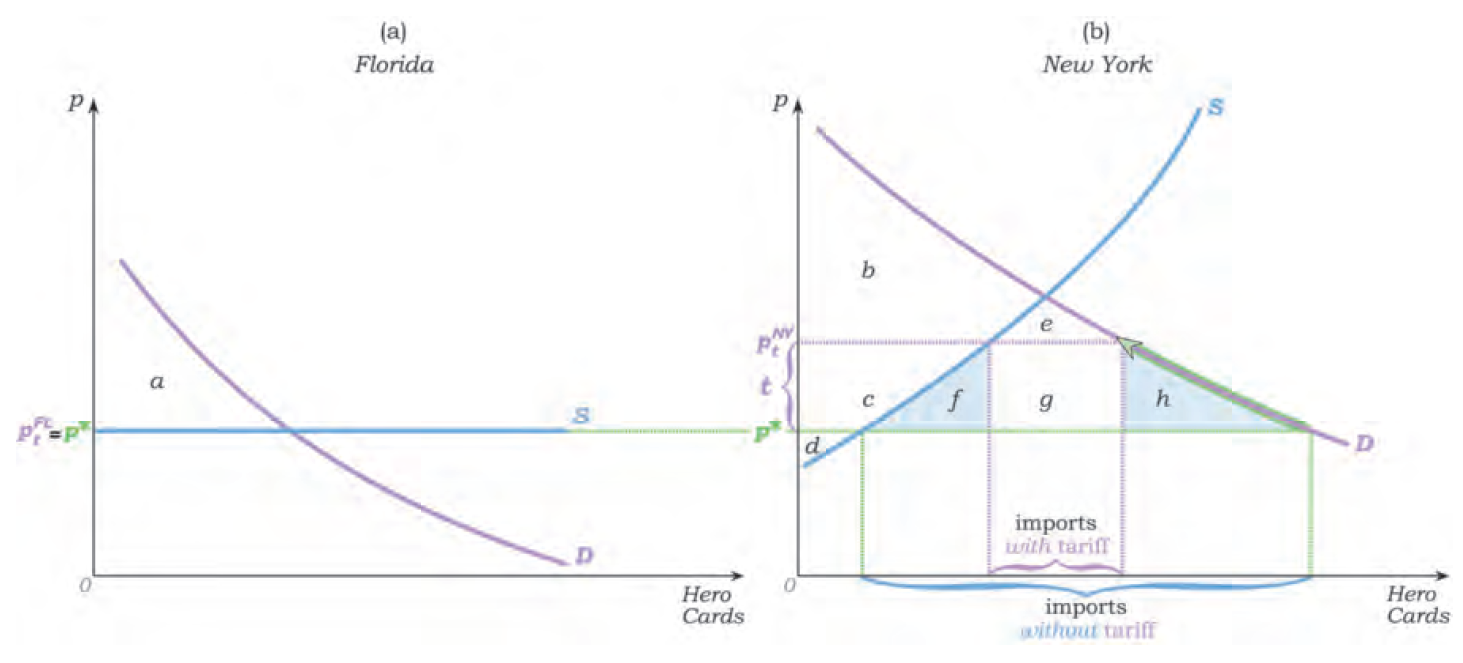 (a)
Florida
p
a
p_t^{FL}=p*
S
D
0
Hero
Cards
(b)
New York
p
S
b
e
p_t^{NY}
t
c
f
g
h
p*
d
D
imports
with tariff
0
Hero
Cards
imports
without tariff